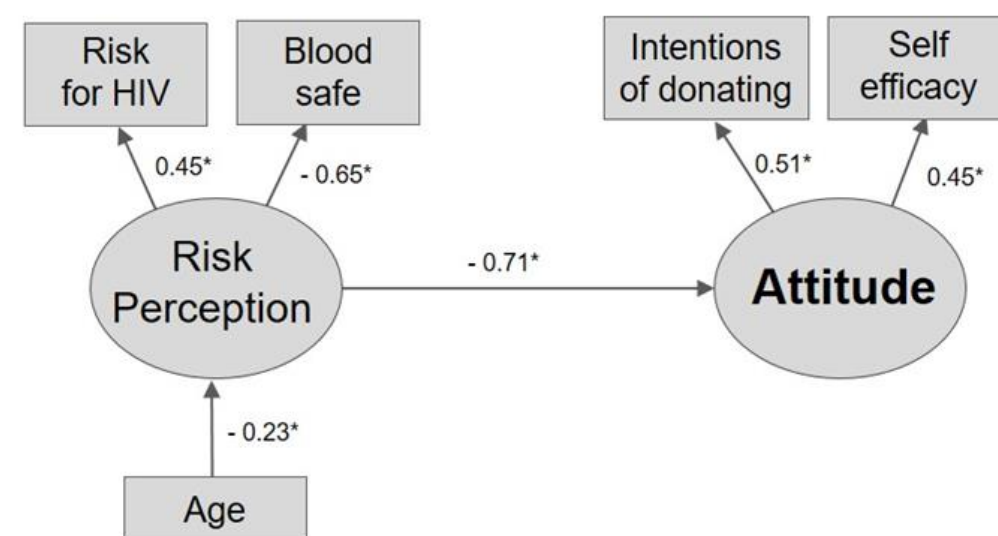 Risk
for HIV
Blood
safe
Intentions
of donating
Self
efficacy
0.45*
- 0.65*
0.51*
0.45*
Risk
Perception
- 0.71*
Attitude
- 0.23*
Age